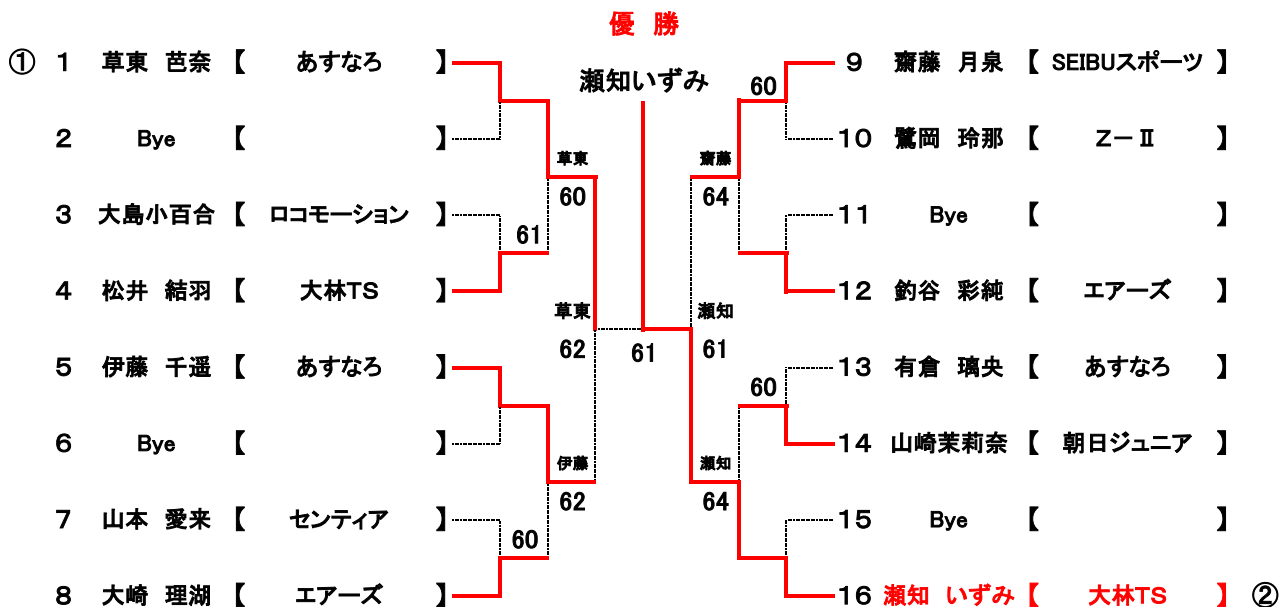 優 勝
瀬知いずみ
① 1 草東 芭奈 【 あすなろ 】
2 Bye 【 】
3 大島小百合 【 ロコモーション 】
4 松井 結羽 【 大林TS 】
5 伊藤 千遥 【 あすなろ 】
6 Bye 【 】
7 山本 愛来 【 センティア 】
8 大崎 理湖 【 エアーズ 】
61
60
草東
60
伊藤
62
草東
62
61
瀬知
61
齋藤
64
瀬知
64
60
60
9 齋藤 月泉 【 SEIBUスポーツ 】
10 鷺岡 玲那 【 Z-Ⅱ 】
11 Bye 【 】
12 釣谷 彩純 【 エアーズ 】
13 有倉 璃央 【 あすなろ 】
14 山崎茉莉奈 【 朝日ジュニア 】
15 Bye 【 】
16 瀬知 いずみ 【 大林TS 】 ②